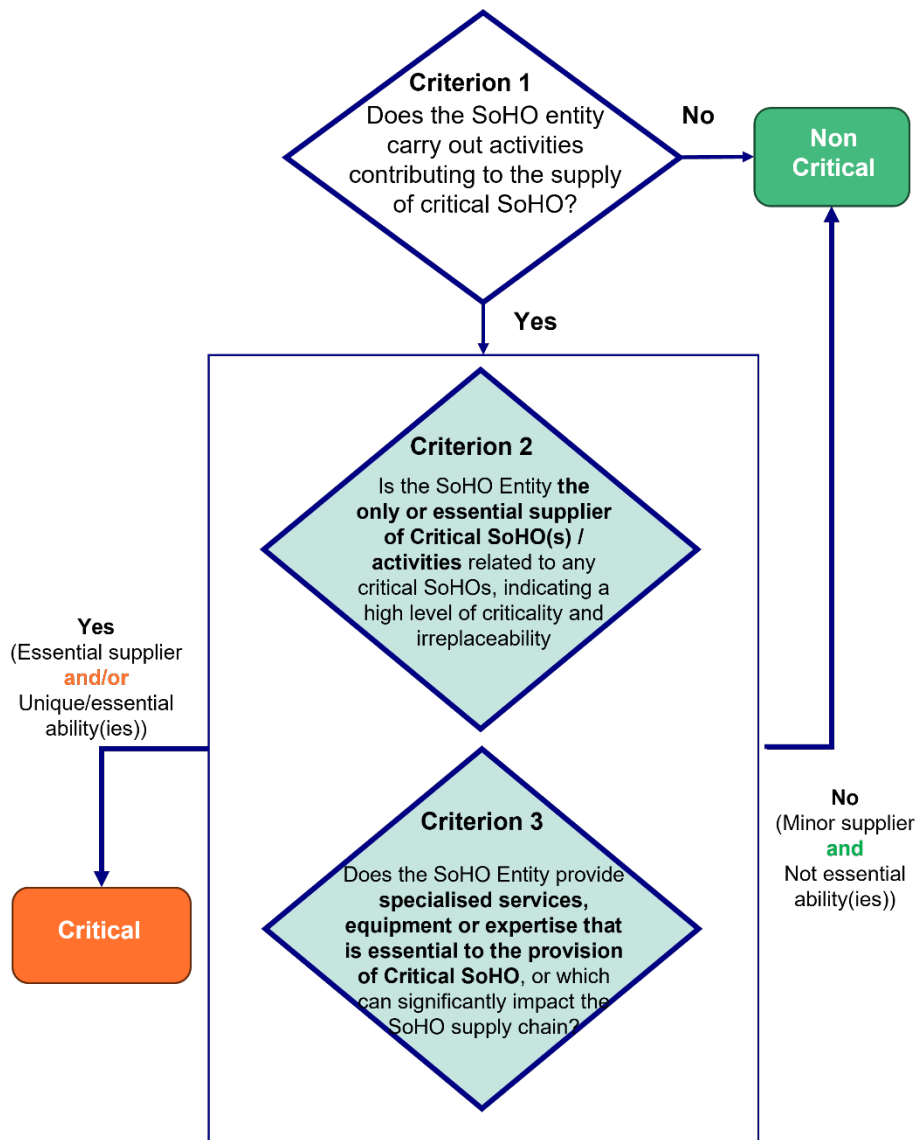 Criterion 1
Does the SoHO entity
carry out activities
contributing to the supply
of critical SoHO?
No
Non
Critical
Yes
Criterion 2
Is the SoHO Entity the
only or essential supplier
of Critical SoHO(s) /
activities related to any
critical SoHOs, indicating a
high level of criticality and
irreplaceability
Yes
(Essential supplier
and/or
Unique/essential
ability(ies))
Critical
Criterion 3
Does the SoHO Entity provide
specialised services,
equipment or expertise that
is essential to the provision
of Critical SoHO, or which
can significantly impact the
SoHO supply chain?
No
(Minor supplier
and
Not essential
ability(ies))